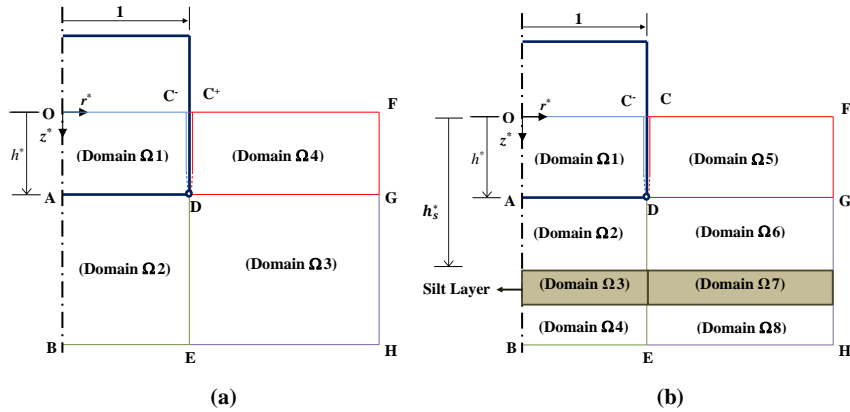 1
C⁻ C⁺
O r* F
z*
h*
(Domain Ω1) (Domain Ω4)
A D G
(Domain Ω2) (Domain Ω3)
B E H
(a)
1
C⁻ C F
O r*
z*
h*
(Domain Ω1) (Domain Ω5)
A D G
h*s
(Domain Ω2) (Domain Ω6)
Silt Layer (Domain Ω3) (Domain Ω7)
(Domain Ω4) (Domain Ω8)
B E H
(b)